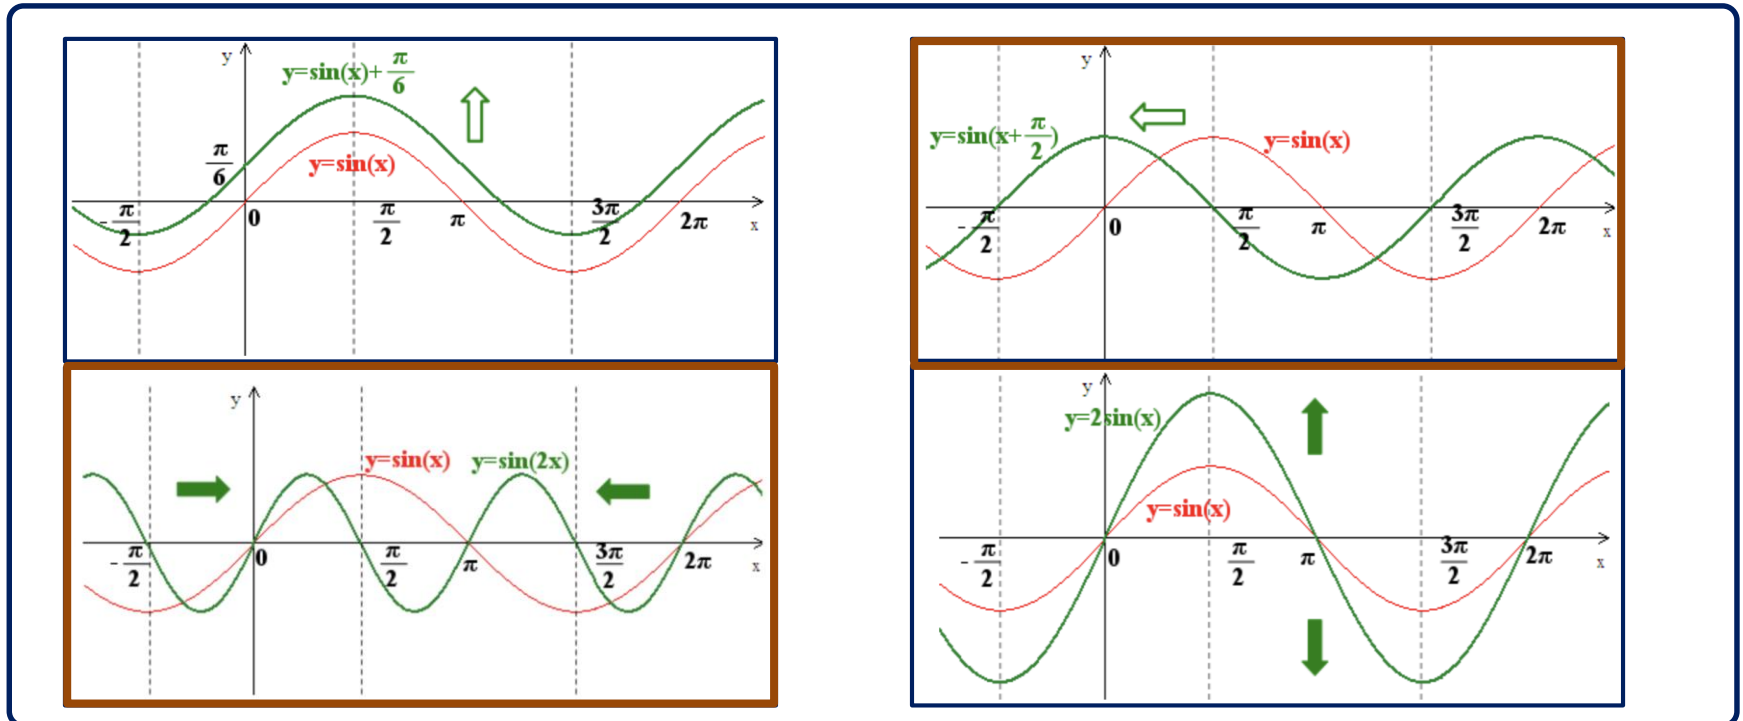 y
y=sin(x)+ π/6
π/6
y=sin(x)
-π/2
0
π/2
π
3π/2
2π
x
y
y=sin(x+π/2)
y=sin(x)
-π/2
0
π/2
π
3π/2
2π
x
y
y=sin(x)
y=sin(2x)
-π/2
0
π/2
π
3π/2
2π
x
y
y=2sin(x)
y=sin(x)
-π/2
0
π/2
π
3π/2
2π
x